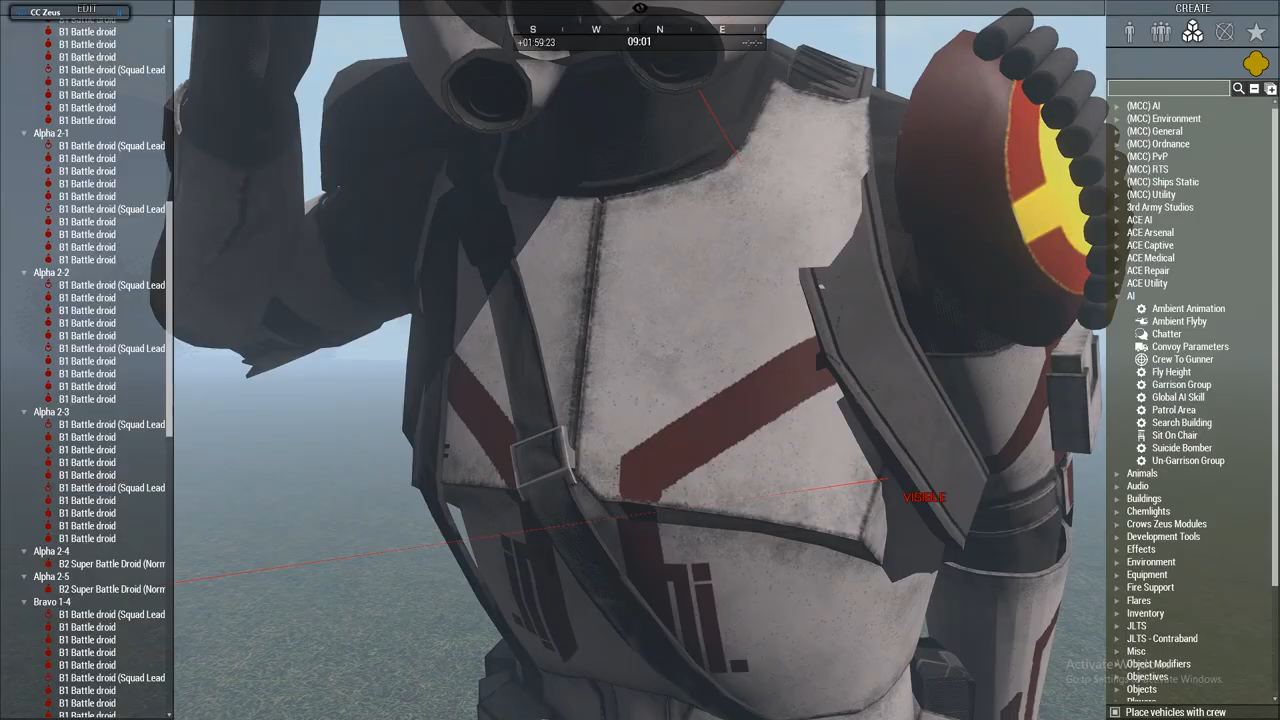 CC Zeus
EDIT
B1 Battle droid
B1 Battle droid
B1 Battle droid
B1 Battle droid (Squad Lead
B1 Battle droid
B1 Battle droid
B1 Battle droid
B1 Battle droid
Alpha 2-1
B1 Battle droid (Squad Lead
B1 Battle droid
B1 Battle droid
B1 Battle droid
B1 Battle droid
B1 Battle droid (Squad Lead
B1 Battle droid
B1 Battle droid
B1 Battle droid
B1 Battle droid
Alpha 2-2
B1 Battle droid (Squad Lead
B1 Battle droid
B1 Battle droid
B1 Battle droid
B1 Battle droid
B1 Battle droid (Squad Lead
B1 Battle droid
B1 Battle droid
B1 Battle droid
B1 Battle droid
Alpha 2-3
B1 Battle droid (Squad Lead
B1 Battle droid
B1 Battle droid
B1 Battle droid
B1 Battle droid
B1 Battle droid (Squad Lead
B1 Battle droid
B1 Battle droid
B1 Battle droid
B1 Battle droid
Alpha 2-4
B2 Super Battle Droid (Norm
Alpha 2-5
B2 Super Battle Droid (Norm
Bravo 1-4
B1 Battle droid (Squad Lead
B1 Battle droid
B1 Battle droid
B1 Battle droid
B1 Battle droid
B1 Battle droid (Squad Lead
B1 Battle droid
B1 Battle droid
B1 Battle droid
S W N E
+01:59:23 09:01 --:--:--
VISIBLE
CREATE
(MCC) AI
(MCC) Environment
(MCC) General
(MCC) Ordnance
(MCC) PvP
(MCC) RTS
(MCC) Ships Static
(MCC) Utility
3rd Army Studios
ACE AI
ACE Arsenal
ACE Captive
ACE Medical
ACE Repair
ACE Utility
AI
Ambient Animation
Ambient Flyby
Chatter
Convoy Parameters
Crew To Gunner
Fly Height
Garrison Group
Global AI Skill
Patrol Area
Search Building
Sit On Chair
Suicide Bomber
Un-Garrison Group
Animals
Audio
Buildings
Chemlights
Crows Zeus Modules
Development Tools
Effects
Environment
Equipment
Fire Support
Flares
Inventory
JLTS
JLTS - Contraband
Misc
Object Modifiers
Objectives
Objects
Players
Activate Windows
Go to Settings to activate Windows.
Place vehicles with crew